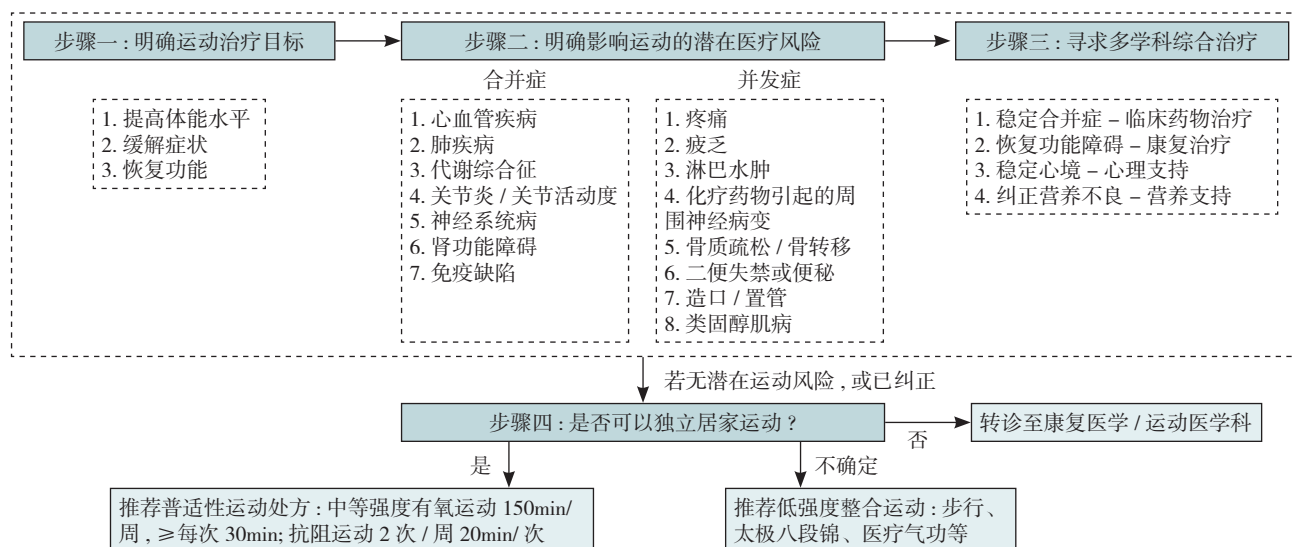 步骤一：明确运动治疗目标
步骤二：明确影响运动的潜在医疗风险
步骤三：寻求多学科综合治疗
合并症
并发症
1. 提高体能水平
2. 缓解症状
3. 恢复功能
1. 心血管疾病
2. 肺疾病
3. 代谢综合征
4. 关节炎 / 关节活动度
5. 神经系统病
6. 肾功能障碍
7. 免疫缺陷
1. 疼痛
2. 疲乏
3. 淋巴水肿
4. 化疗药物引起的周
围神经病变
5. 骨质疏松 / 骨转移
6. 二便失禁或便秘
7. 造口 / 置管
8. 类固醇肌病
1. 稳定合并症 – 临床药物治疗
2. 恢复功能障碍 – 康复治疗
3. 稳定心境 – 心理支持
4. 纠正营养不良 – 营养支持
若无潜在运动风险 , 或已纠正
步骤四：是否可以独立居家运动 ?
否
转诊至康复医学 / 运动医学科
是
不确定
推荐普适性运动处方：中等强度有氧运动 150min/
周 , ≥每次 30min; 抗阻运动 2 次 / 周 20min/ 次
推荐低强度整合运动：步行、
太极八段锦、医疗气功等